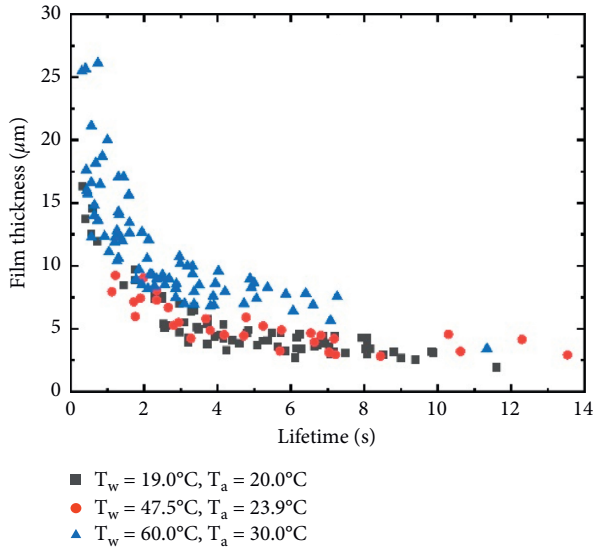 30
25
20
15
10
5
0
Film thickness (μm)
0 2 4 6 8 10 12 14
Lifetime (s)
T_w = 19.0°C, T_a = 20.0°C
T_w = 47.5°C, T_a = 23.9°C
T_w = 60.0°C, T_a = 30.0°C